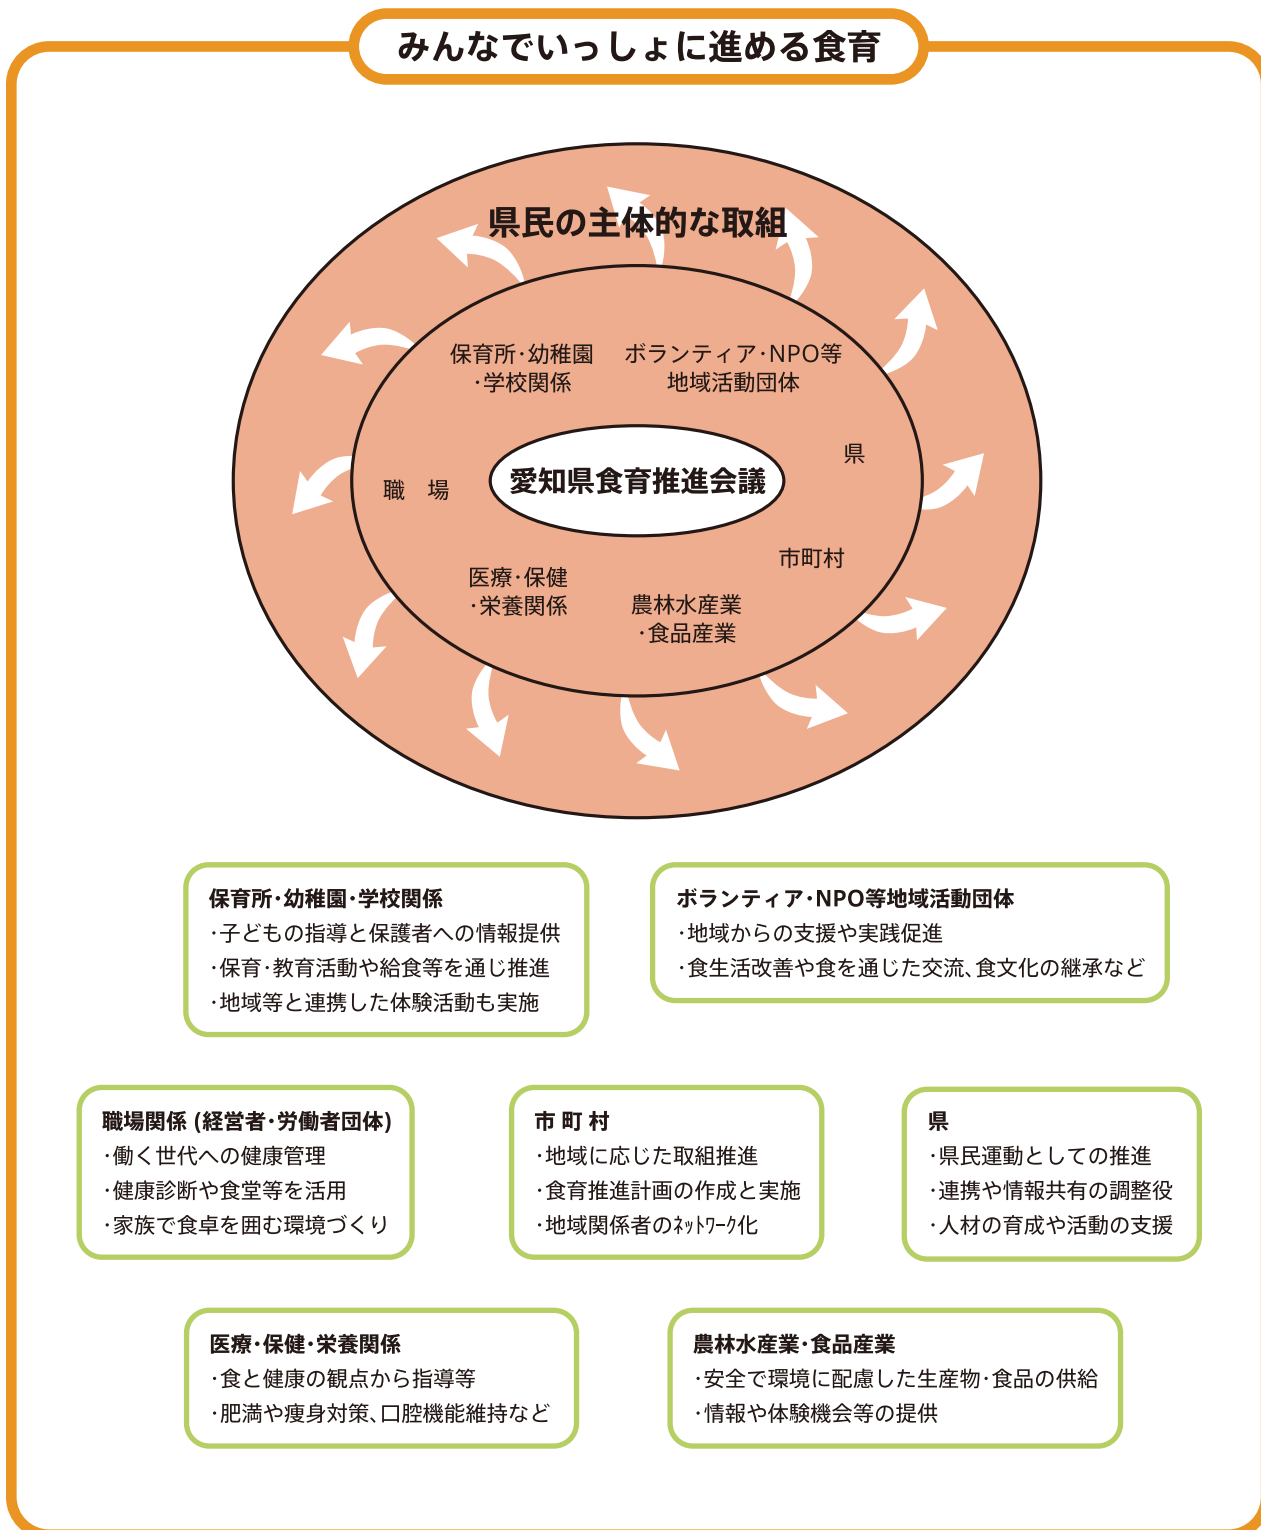 みんなでいっしょに進める食育
県民の主体的な取組
保育所･幼稚園
･学校関係
ボランティア･NPO等
地域活動団体
県
愛知県食育推進会議
職　場
市町村
医療･保健
･栄養関係
農林水産業
･食品産業
保育所･幼稚園･学校関係
･子どもの指導と保護者への情報提供
･保育･教育活動や給食等を通じ推進
･地域等と連携した体験活動も実施
ボランティア･NPO等地域活動団体
･地域からの支援や実践促進
･食生活改善や食を通じた交流、食文化の継承など
職場関係 (経営者･労働者団体)
･働く世代への健康管理
･健康診断や食堂等を活用
･家族で食卓を囲む環境づくり
市 町 村
･地域に応じた取組推進
･食育推進計画の作成と実施
･地域関係者のﾈｯﾄﾜｰｸ化
県
･県民運動としての推進
･連携や情報共有の調整役
･人材の育成や活動の支援
医療･保健･栄養関係
･食と健康の観点から指導等
･肥満や痩身対策、口腔機能維持など
農林水産業･食品産業
･安全で環境に配慮した生産物･食品の供給
･情報や体験機会等の提供